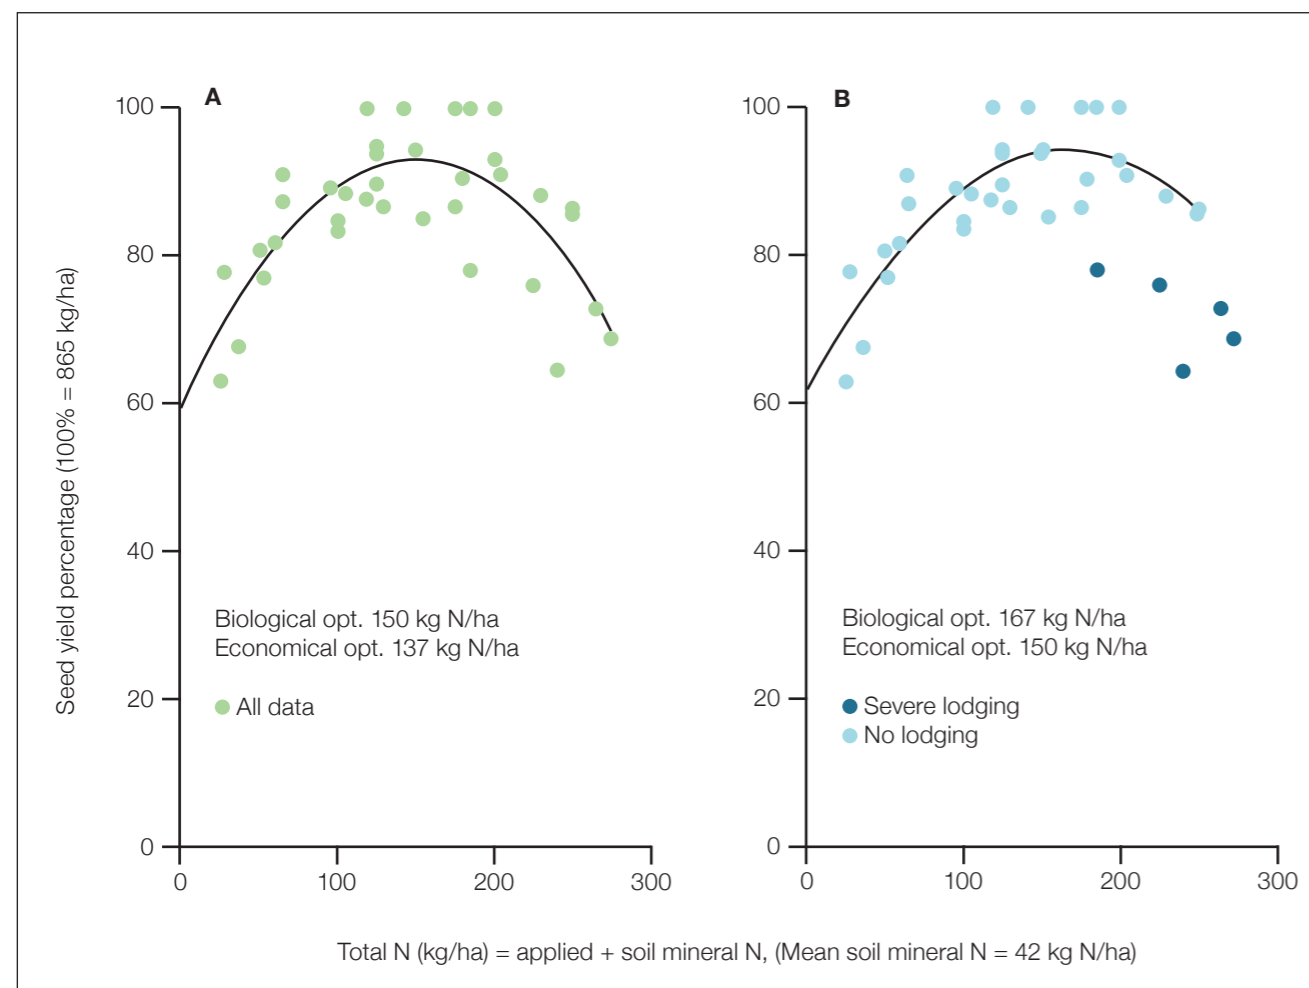 Seed yield percentage (100% = 865 kg/ha)
A
100
80
60
40
20
0
0 100 200 300
Biological opt. 150 kg N/ha
Economical opt. 137 kg N/ha
All data
B
100
80
60
40
20
0
0 100 200 300
Biological opt. 167 kg N/ha
Economical opt. 150 kg N/ha
Severe lodging
No lodging
Total N (kg/ha) = applied + soil mineral N, (Mean soil mineral N = 42 kg N/ha)